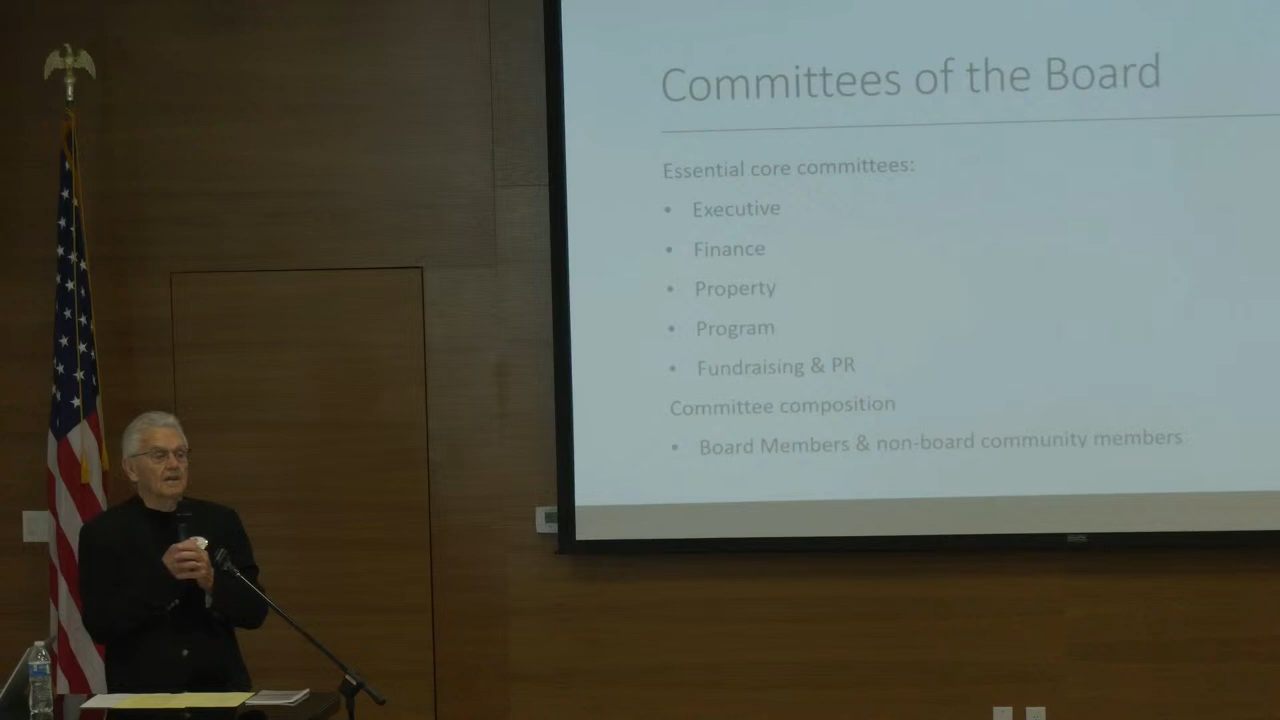 Committees of the Board
Essential core committees:
• Executive
• Finance
• Property
• Program
• Fundraising & PR
Committee composition
• Board Members & non-board community members